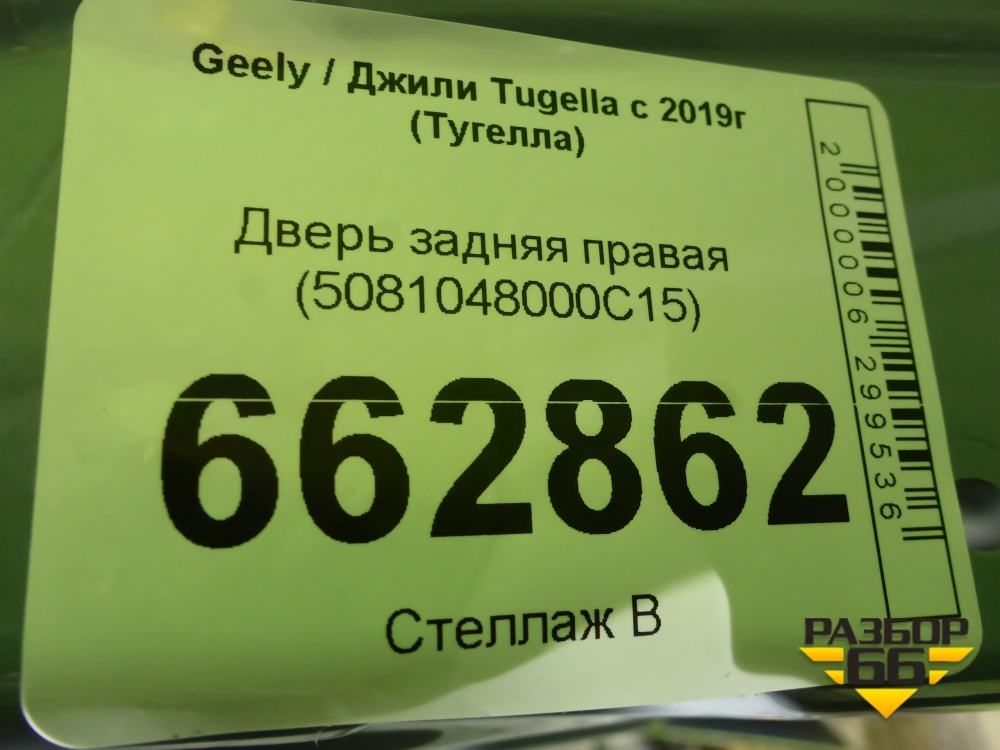 Geely / Джили Tugella с 2019г
(Тугелла)
Дверь задняя правая
(5081048000C15)
662862
Стеллаж В
2000006299536
РАЗБОР
66